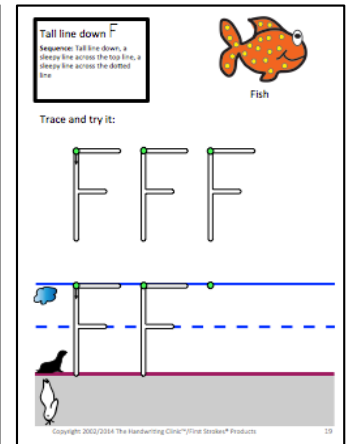 Tall line down F
Sequence: Tall line down, a
sleepy line across the top line, a
sleepy line across the dotted
line
Fish
Trace and try it:
F F F
F F
Copyright 2002/2014 The Handwriting Clinic™/First Strokes® Products 19